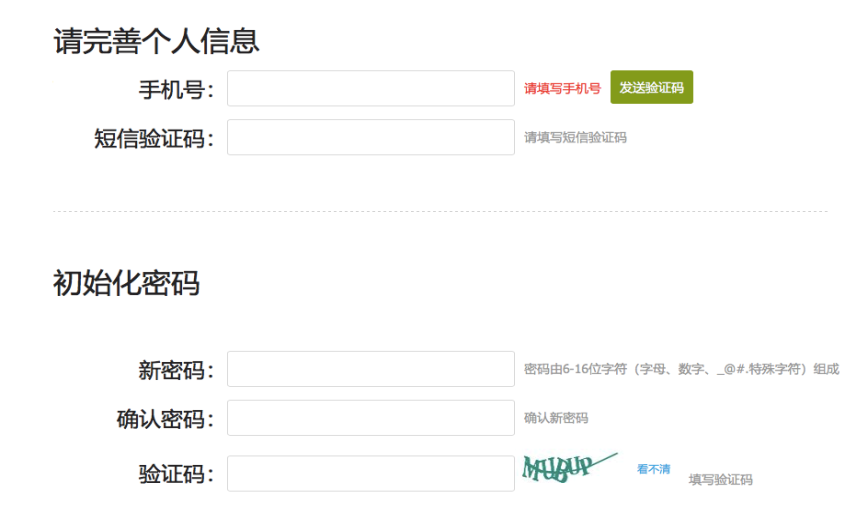 请完善个人信息
手机号： 请填写手机号 发送验证码
短信验证码： 请填写短信验证码
初始化密码
新密码： 密码由6-16位字符（字母、数字、_@#.特殊字符）组成
确认密码： 确认新密码
验证码： 看不清 填写验证码